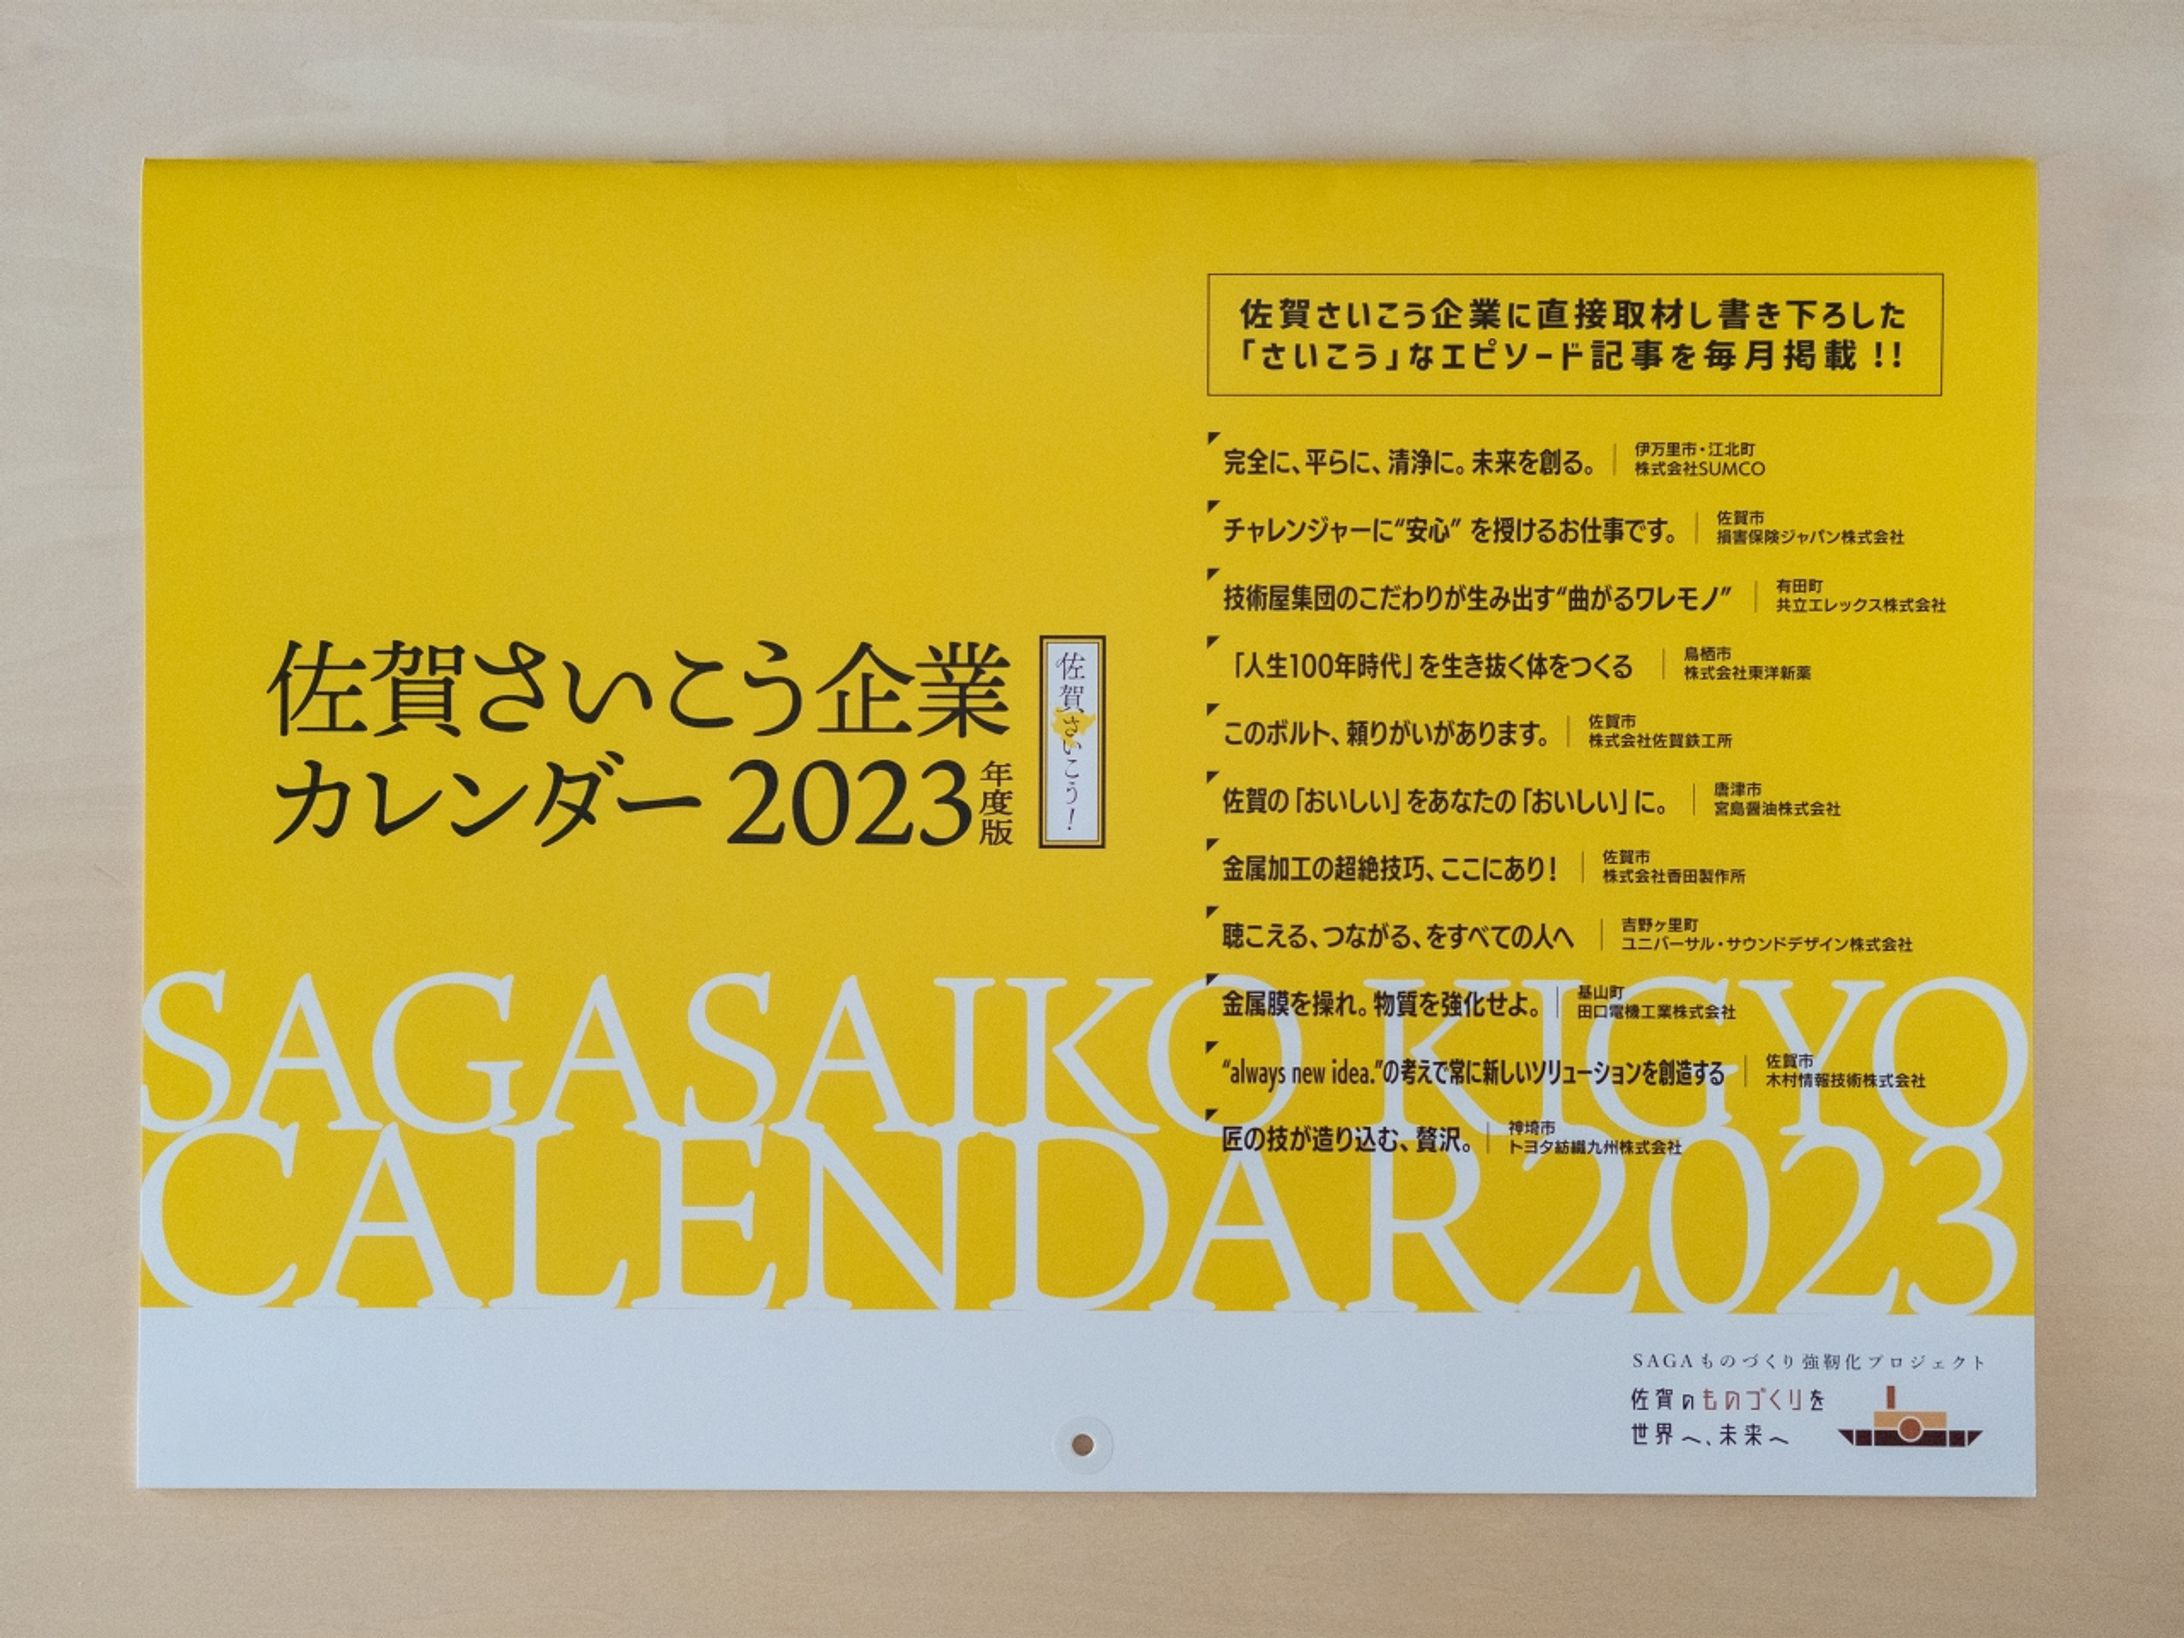 佐賀さいこう企業
カレンダー 2023年度版
佐賀さいこう！
佐賀さいこう企業に直接取材し書き下ろした
「さいこう」なエピソード記事を毎月掲載 !!
完全に、平らに、清浄に。未来を創る。
伊万里市・江北町
株式会社SUMCO
チャレンジャーに“安心” を授けるお仕事です。
佐賀市
損害保険ジャパン株式会社
技術屋集団のこだわりが生み出す“曲がるワレモノ”
有田町
共立エレックス株式会社
「人生100年時代」を生き抜く体をつくる
鳥栖市
株式会社東洋新薬
このボルト、頼りがいがあります。
佐賀市
株式会社佐賀鉄工所
佐賀の「おいしい」をあなたの「おいしい」に。
唐津市
宮島醤油株式会社
金属加工の超絶技巧、ここにあり!
佐賀市
株式会社香田製作所
聴こえる、つながる、をすべての人へ
吉野ヶ里町
ユニバーサル・サウンドデザイン株式会社
金属膜を操れ。物質を強化せよ。
基山町
田口電機工業株式会社
“always new idea.”の考えで常に新しいソリューションを創造する
佐賀市
木村情報技術株式会社
匠の技が造り込む、贅沢。
神埼市
トヨタ紡織九州株式会社
SAGASAIKO KIGYO
CALENDAR2023
SAGAものづくり強靭化プロジェクト
佐賀のものづくりを
世界へ、未来へ